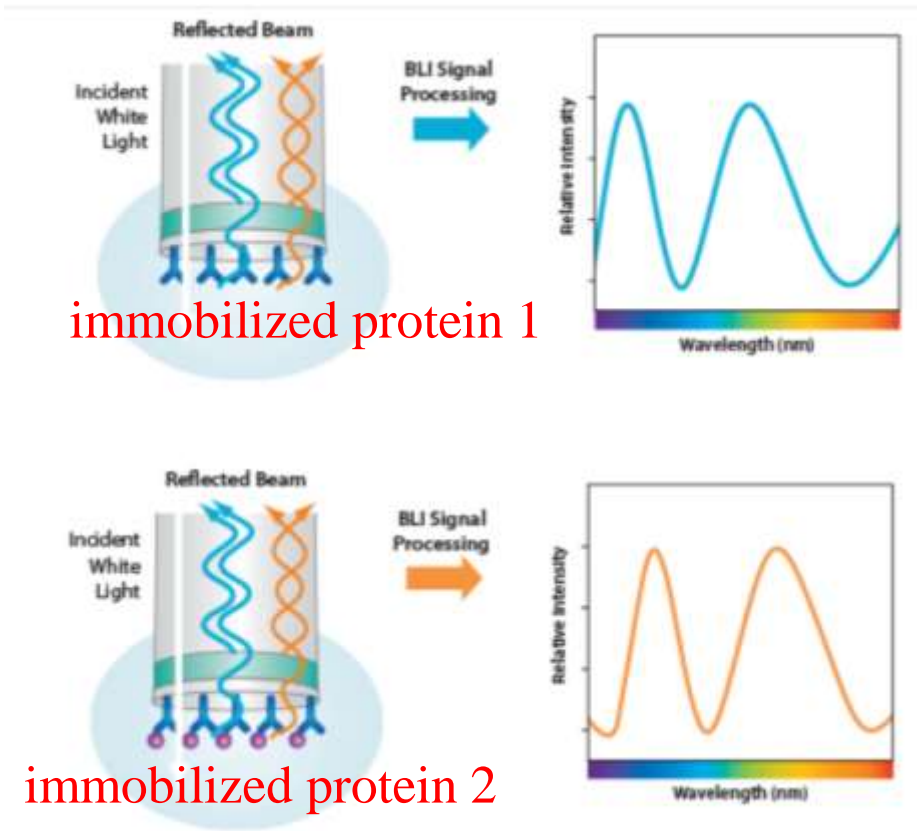 Reflected Beam
Incident
White
Light
BLI Signal
Processing
Relative Intensity
Wavelength (nm)
immobilized protein 1
Reflected Beam
Incident
White
Light
BLI Signal
Processing
Relative Intensity
Wavelength (nm)
immobilized protein 2